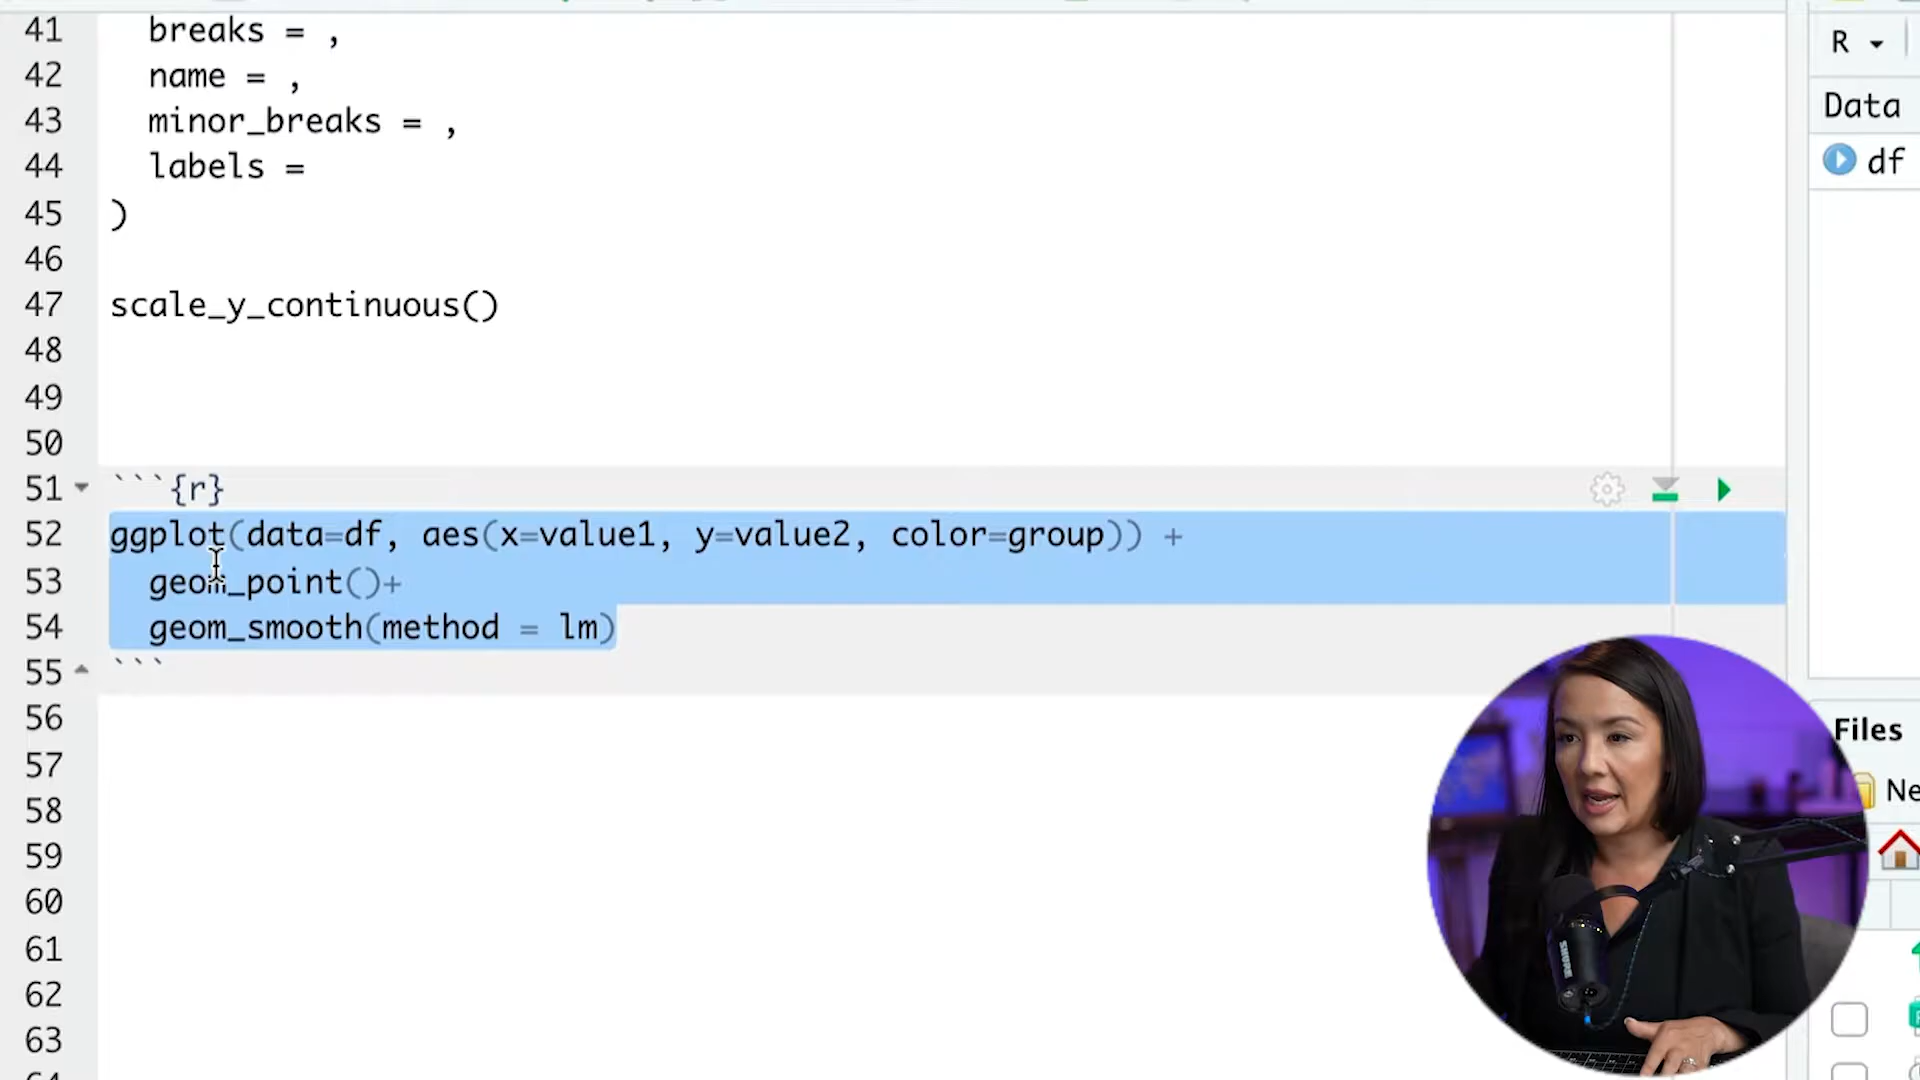 41 breaks = ,
42 name = ,
43 minor_breaks = ,
44 labels =
45 )
46
47 scale_y_continuous()
48
49
50
51 ```{r}
52 ggplot(data=df, aes(x=value1, y=value2, color=group)) +
53 geom_point()+
54 geom_smooth(method = lm)
55 ```
56
57
58
59
60
61
62
63
64
R
Data
df
Files
Ne
SHURE